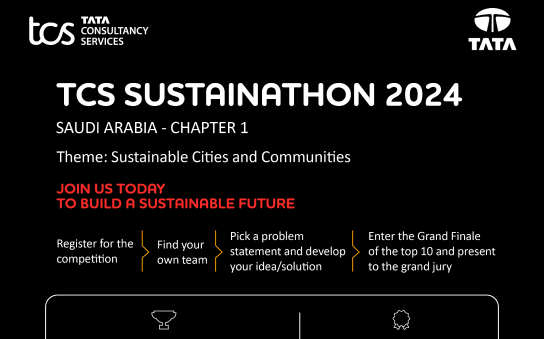 tcs TATA
CONSULTANCY
SERVICES
TATA
TCS SUSTAINATHON 2024
SAUDI ARABIA - CHAPTER 1
Theme: Sustainable Cities and Communities
JOIN US TODAY
TO BUILD A SUSTAINABLE FUTURE
Register for the
competition
Find your
own team
Pick a problem
statement and develop
your idea/solution
Enter the Grand Finale
of the top 10 and present
to the grand jury